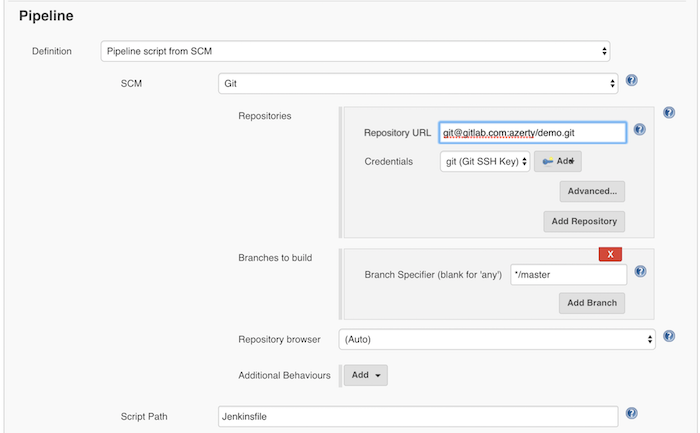 Pipeline
Definition Pipeline script from SCM
SCM Git
Repositories
Repository URL git@gitlab.com:azerty/demo.git
Credentials git (Git SSH Key) Add
Advanced...
Add Repository
X
Branches to build
Branch Specifier (blank for 'any') */master
Add Branch
Repository browser (Auto)
Additional Behaviours Add
Script Path Jenkinsfile